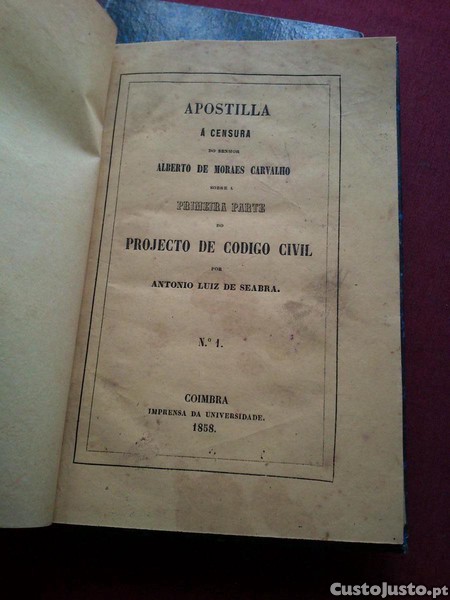 APOSTILLA
Á CENSURA
DO SENHOR
ALBERTO DE MORAES CARVALHO
SOBRE A
PRIMEIRA PARTE
DO
PROJECTO DE CODIGO CIVIL
POR
ANTONIO LUIZ DE SEABRA.
N.º 1.
COIMBRA
IMPRENSA DA UNIVERSIDADE.
1858.
CustoJusto.pt